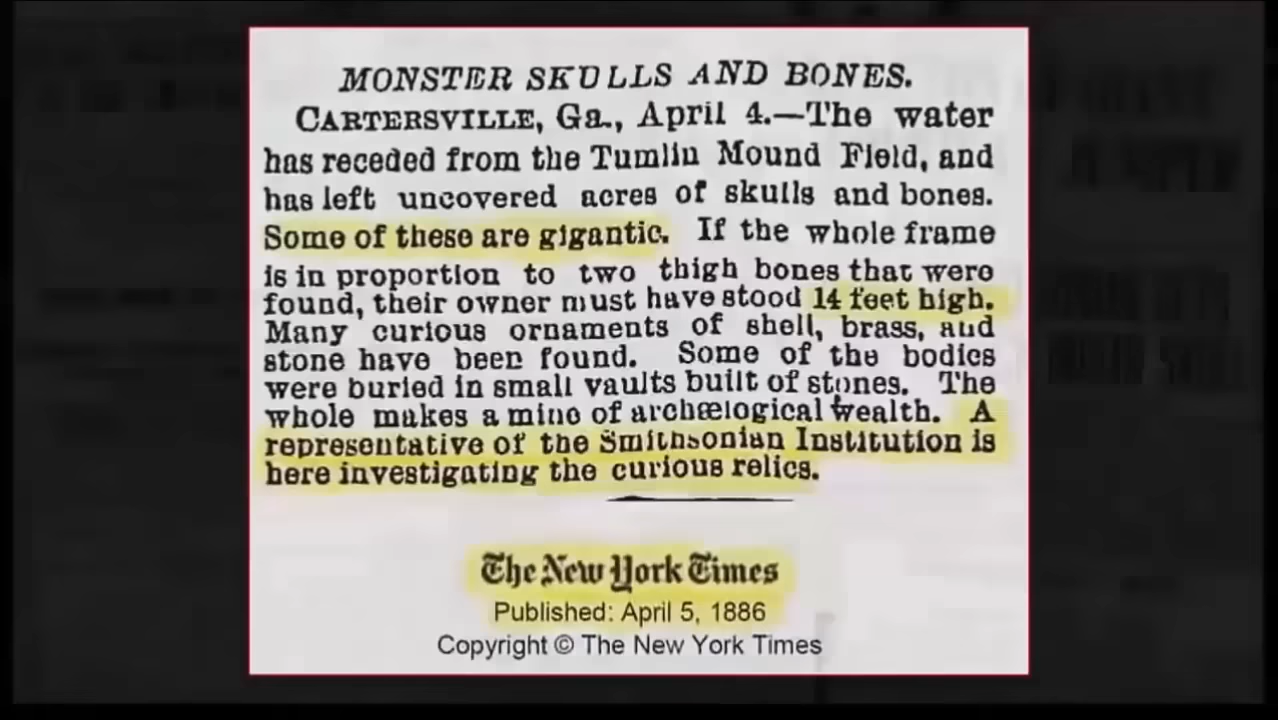 MONSTER SKULLS AND BONES.
CARTERSVILLE, Ga., April 4.—The water
has receded from the Tumlin Mound Field, and
has left uncovered acres of skulls and bones.
Some of these are gigantic. If the whole frame
is in proportion to two thigh bones that were
found, their owner must have stood 14 feet high.
Many curious ornaments of shell, brass, and
stone have been found. Some of the bodies
were buried in small vaults built of stones. The
whole makes a mine of archæological wealth. A
representative of the Smithsonian Institution is
here investigating the curious relics.
The New York Times
Published: April 5, 1886
Copyright © The New York Times